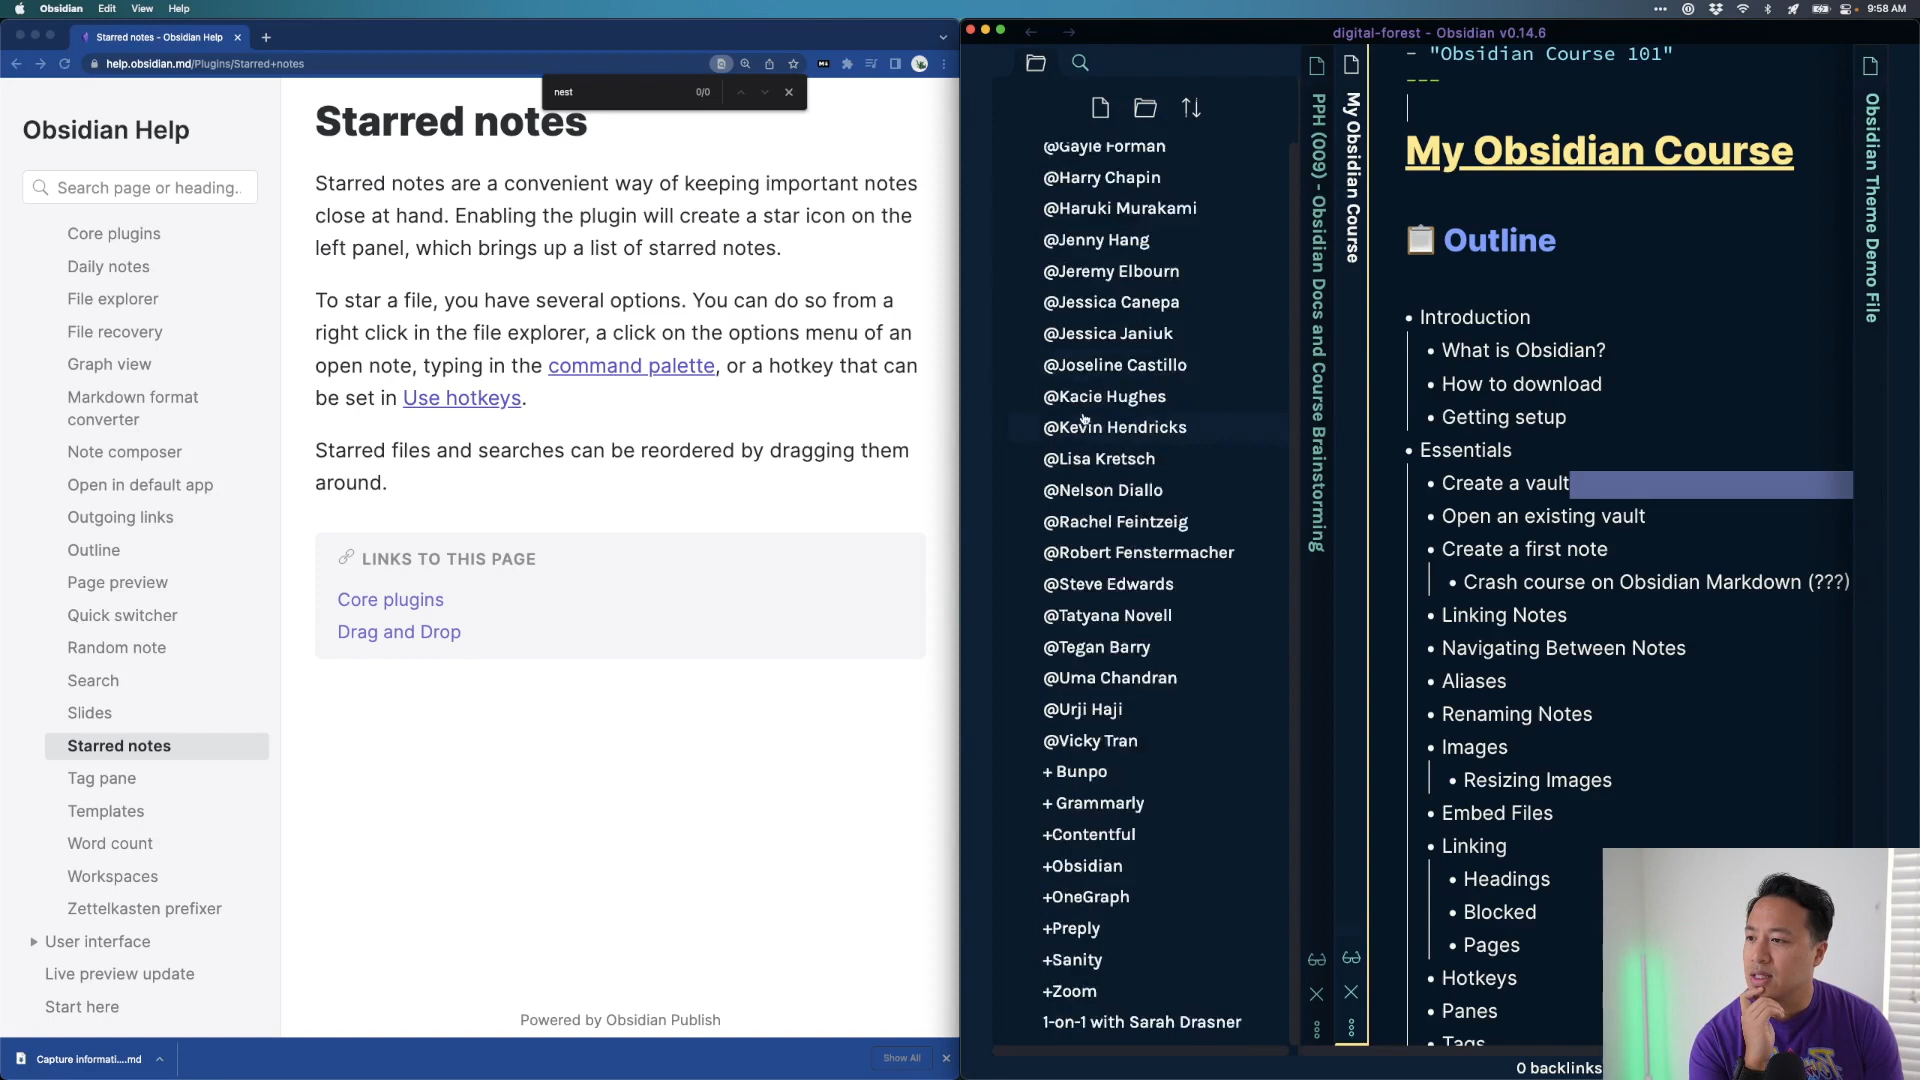 Obsidian Edit View Help
9:58 AM
Starred notes - Obsidian Help
help.obsidian.md/Plugins/Starred+notes
nest 0/0
Obsidian Help
Search page or heading..
Core plugins
Daily notes
File explorer
File recovery
Graph view
Markdown format
converter
Note composer
Open in default app
Outgoing links
Outline
Page preview
Quick switcher
Random note
Search
Slides
Starred notes
Tag pane
Templates
Word count
Workspaces
Zettelkasten prefixer
User interface
Live preview update
Start here
Starred notes
Starred notes are a convenient way of keeping important notes
close at hand. Enabling the plugin will create a star icon on the
left panel, which brings up a list of starred notes.
To star a file, you have several options. You can do so from a
right click in the file explorer, a click on the options menu of an
open note, typing in the command palette, or a hotkey that can
be set in Use hotkeys.
Starred files and searches can be reordered by dragging them
around.
LINKS TO THIS PAGE
Core plugins
Drag and Drop
Powered by Obsidian Publish
Capture informati....md
Show All
digital-forest - Obsidian v0.14.6
@Gayle Forman
@Harry Chapin
@Haruki Murakami
@Jenny Hang
@Jeremy Elbourn
@Jessica Canepa
@Jessica Janiuk
@Joseline Castillo
@Kacie Hughes
@Kevin Hendricks
@Lisa Kretsch
@Nelson Diallo
@Rachel Feintzeig
@Robert Fenstermacher
@Steve Edwards
@Tatyana Novell
@Tegan Barry
@Uma Chandran
@Urji Haji
@Vicky Tran
+ Bunpo
+ Grammarly
+Contentful
+Obsidian
+OneGraph
+Preply
+Sanity
+Zoom
1-on-1 with Sarah Drasner
PPH (009) - Obsidian Docs and Course Brainstorming
My Obsidian Course
- "Obsidian Course 101"
---
My Obsidian Course
📋 Outline
• Introduction
• What is Obsidian?
• How to download
• Getting setup
• Essentials
• Create a vault
• Open an existing vault
• Create a first note
• Crash course on Obsidian Markdown (???)
• Linking Notes
• Navigating Between Notes
• Aliases
• Renaming Notes
• Images
• Resizing Images
• Embed Files
• Linking
• Headings
• Blocked
• Pages
• Hotkeys
• Panes
• Tags
0 backlinks
Obsidian Theme Demo File